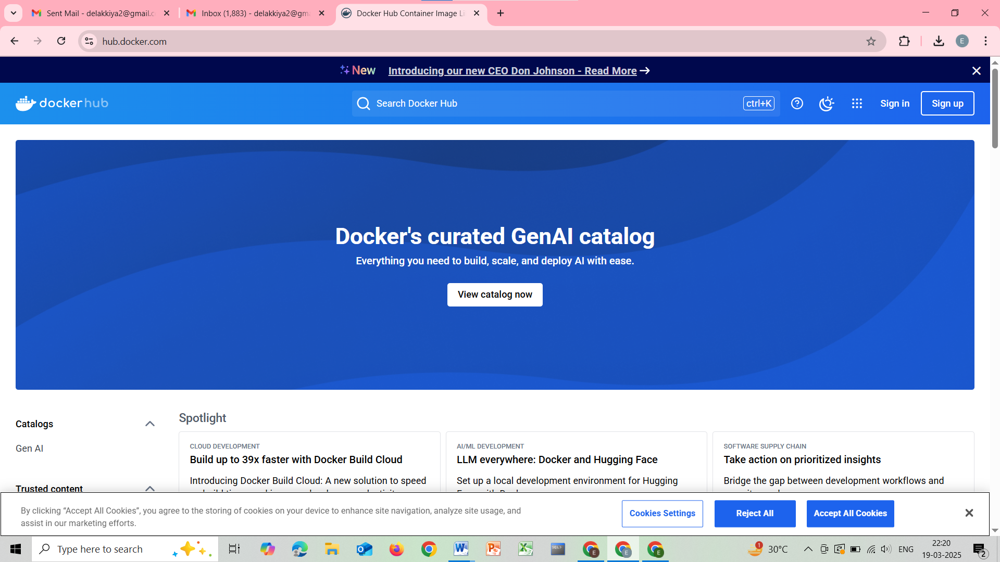 Sent Mail - delakkiya2@gmail.c
Inbox (1,883) - delakkiya2@gm
Docker Hub Container Image Li
hub.docker.com
E
New
Introducing our new CEO Don Johnson - Read More
docker hub
Search Docker Hub
ctrl+K
Sign in
Sign up
Docker's curated GenAI catalog
Everything you need to build, scale, and deploy AI with ease.
View catalog now
Catalogs
Gen AI
Trusted content
Spotlight
CLOUD DEVELOPMENT
Build up to 39x faster with Docker Build Cloud
Introducing Docker Build Cloud: A new solution to speed
AI/ML DEVELOPMENT
LLM everywhere: Docker and Hugging Face
Set up a local development environment for Hugging
SOFTWARE SUPPLY CHAIN
Take action on prioritized insights
Bridge the gap between development workflows and
By clicking “Accept All Cookies”, you agree to the storing of cookies on your device to enhance site navigation, analyze site usage, and
assist in our marketing efforts.
Cookies Settings
Reject All
Accept All Cookies
Type here to search
SQL>
E
E
E
1
30°C
ENG
22:20
19-03-2025
2